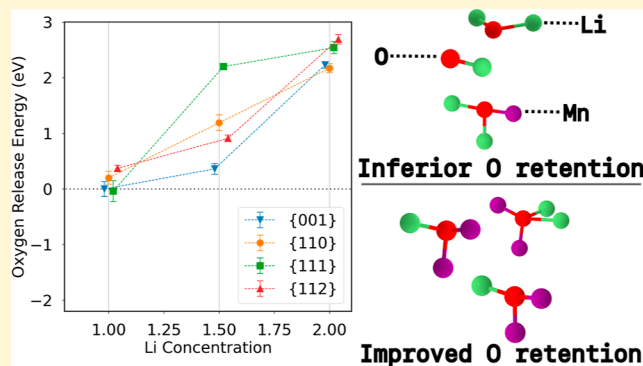 Oxygen Release Energy (eV)
3
2
1
0
−1
−2
{001}
{110}
{111}
{112}
1.00 1.25 1.50 1.75 2.00
Li Concentration
Li
O
Mn
Inferior O retention
Improved O retention